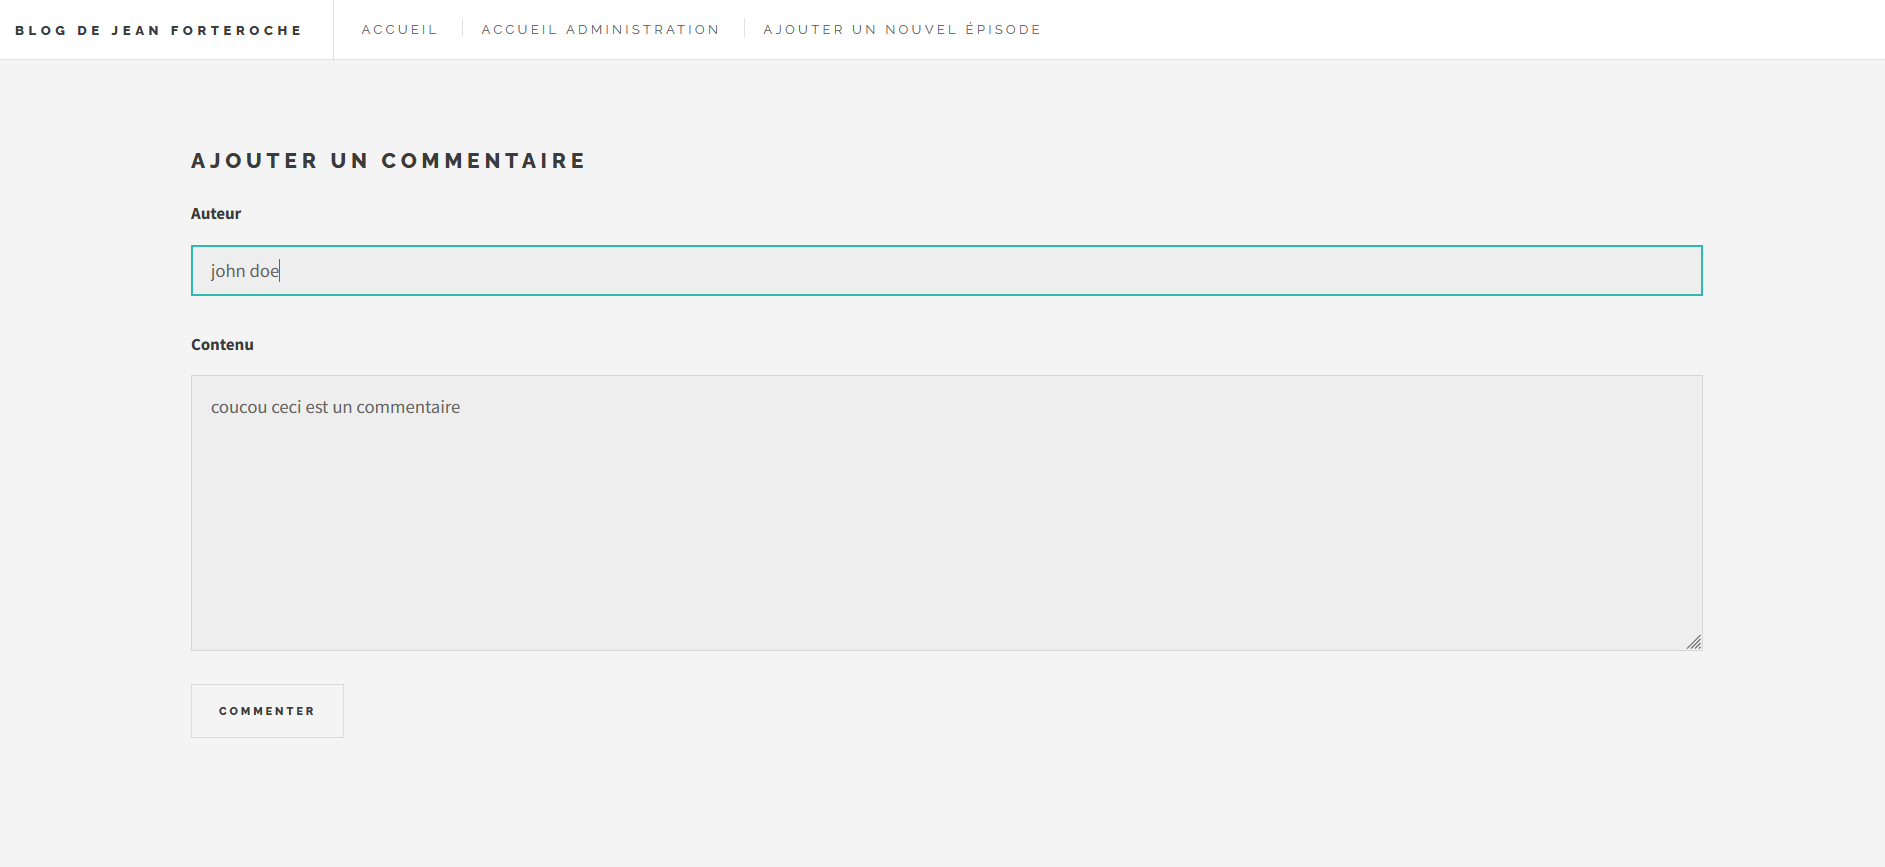 BLOG DE JEAN FORTEROCHE
ACCUEIL
ACCUEIL ADMINISTRATION
AJOUTER UN NOUVEL ÉPISODE
AJOUTER UN COMMENTAIRE
Auteur
john doe
Contenu
coucou ceci est un commentaire
COMMENTER